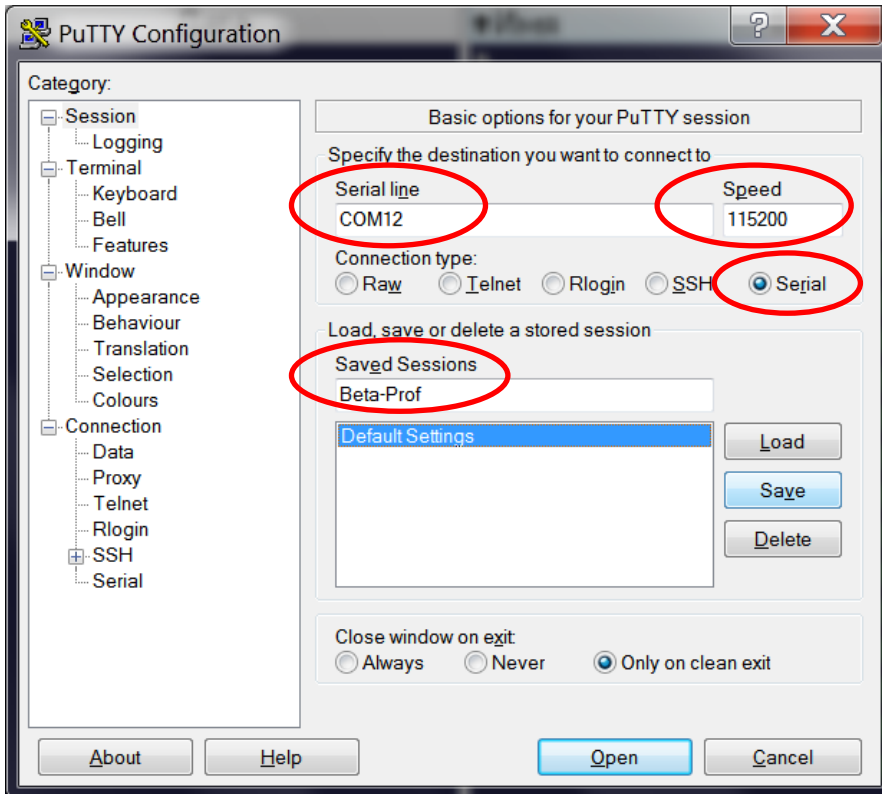 PuTTY Configuration
Category:
Session
Logging
Terminal
Keyboard
Bell
Features
Window
Appearance
Behaviour
Translation
Selection
Colours
Connection
Data
Proxy
Telnet
Rlogin
SSH
Serial
Basic options for your PuTTY session
Specify the destination you want to connect to
Serial line Speed
COM12 115200
Connection type:
Raw Telnet Rlogin SSH Serial
Load, save or delete a stored session
Saved Sessions
Beta-Prof
Default Settings
Load
Save
Delete
Close window on exit:
Always Never Only on clean exit
About Help Open Cancel